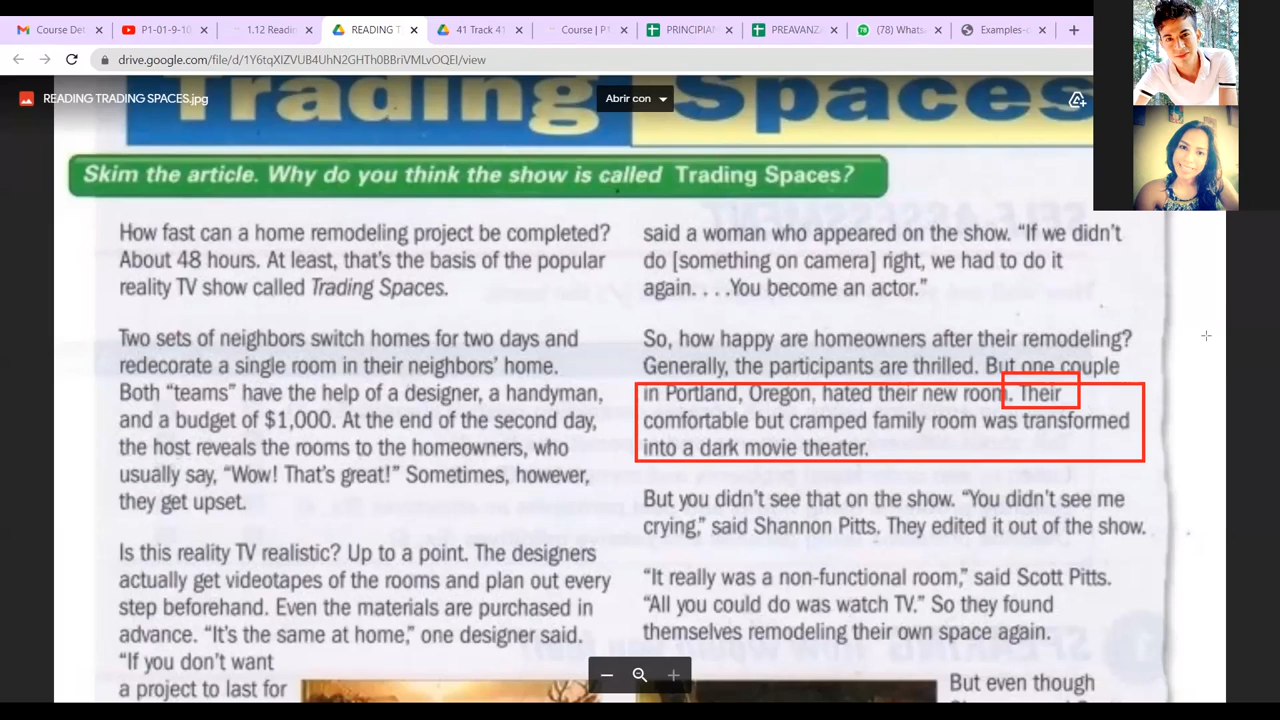 Course Det
P1-01-9-10
1.12 Readin
READING T
41 Track 41
Course | P1
PRINCIPIA
PREAVANZ
(78) Whats
Examples-o
drive.google.com/file/d/1Y6tqXIZVUB4UhN2GHTh0BBriVMLvOQEI/view
READING TRADING SPACES.jpg
Abrir con
Trading Spaces
Skim the article. Why do you think the show is called Trading Spaces?
How fast can a home remodeling project be completed?
About 48 hours. At least, that's the basis of the popular
reality TV show called Trading Spaces.
Two sets of neighbors switch homes for two days and
redecorate a single room in their neighbors' home.
Both “teams” have the help of a designer, a handyman,
and a budget of $1,000. At the end of the second day,
the host reveals the rooms to the homeowners, who
usually say, “Wow! That's great!” Sometimes, however,
they get upset.
Is this reality TV realistic? Up to a point. The designers
actually get videotapes of the rooms and plan out every
step beforehand. Even the materials are purchased in
advance. “It's the same at home,” one designer said.
“If you don't want
a project to last for
said a woman who appeared on the show. “If we didn't
do [something on camera] right, we had to do it
again. . . .You become an actor.”
So, how happy are homeowners after their remodeling?
Generally, the participants are thrilled. But one couple
in Portland, Oregon, hated their new room. Their
comfortable but cramped family room was transformed
into a dark movie theater.
But you didn't see that on the show. “You didn't see me
crying,” said Shannon Pitts. They edited it out of the show.
“It really was a non-functional room,” said Scott Pitts.
“All you could do was watch TV.” So they found
themselves remodeling their own space again.
But even though